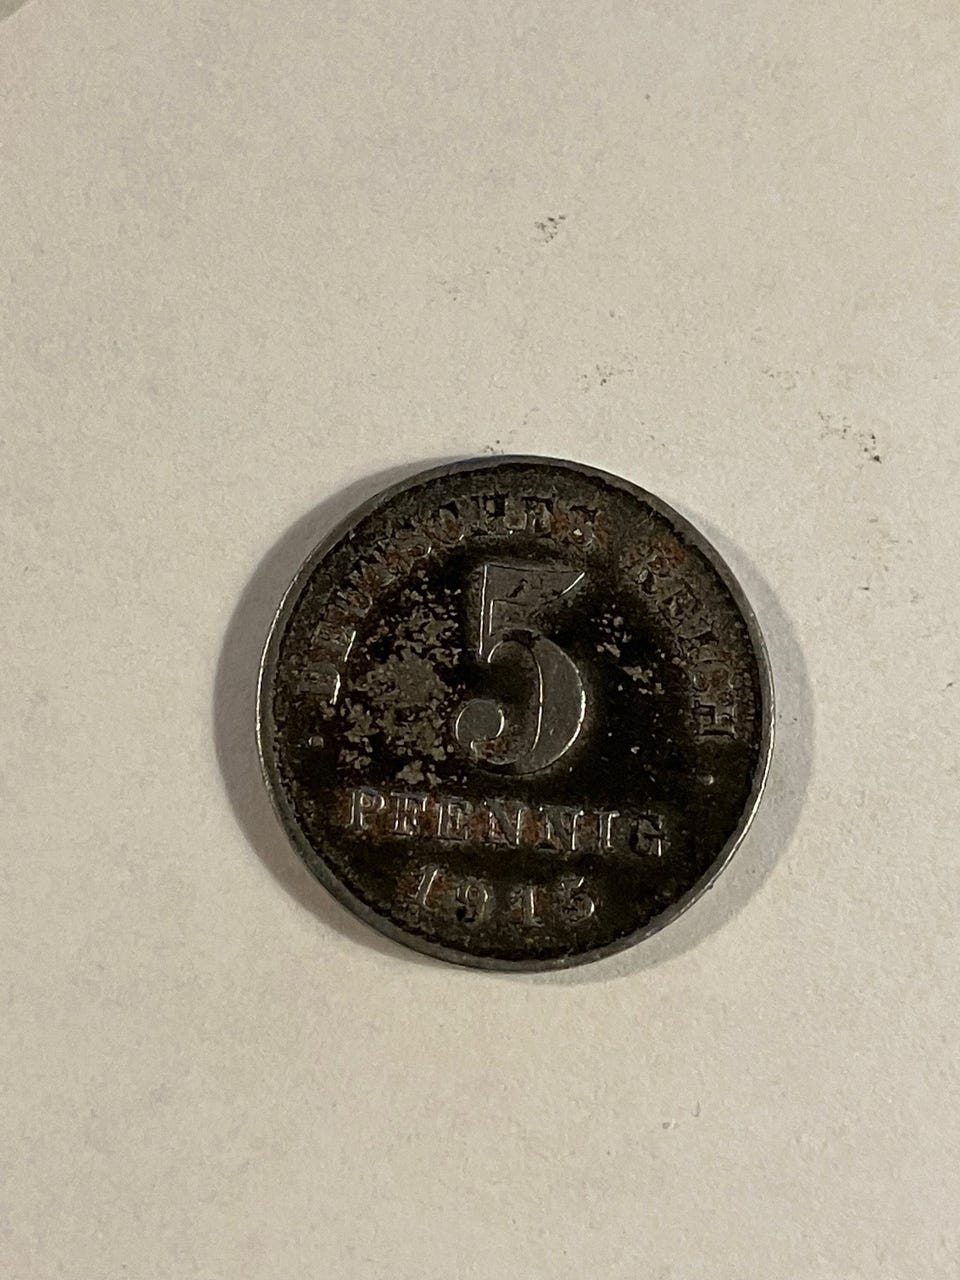 · DEUTSCHES REICH ·
5
PFENNIG
1915